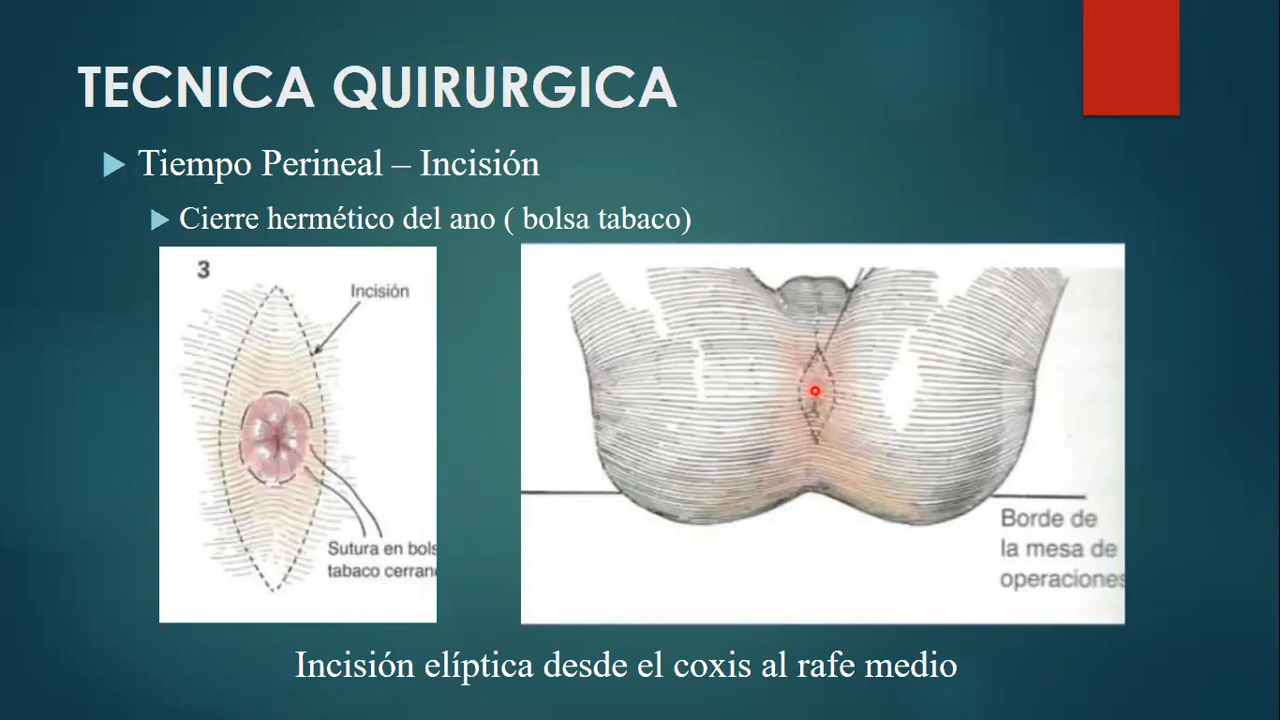 TECNICA QUIRURGICA
Tiempo Perineal – Incisión
Cierre hermético del ano ( bolsa tabaco)
3
Incisión
Sutura en bols
tabaco cerran
Borde de
la mesa de
operaciones
Incisión elíptica desde el coxis al rafe medio